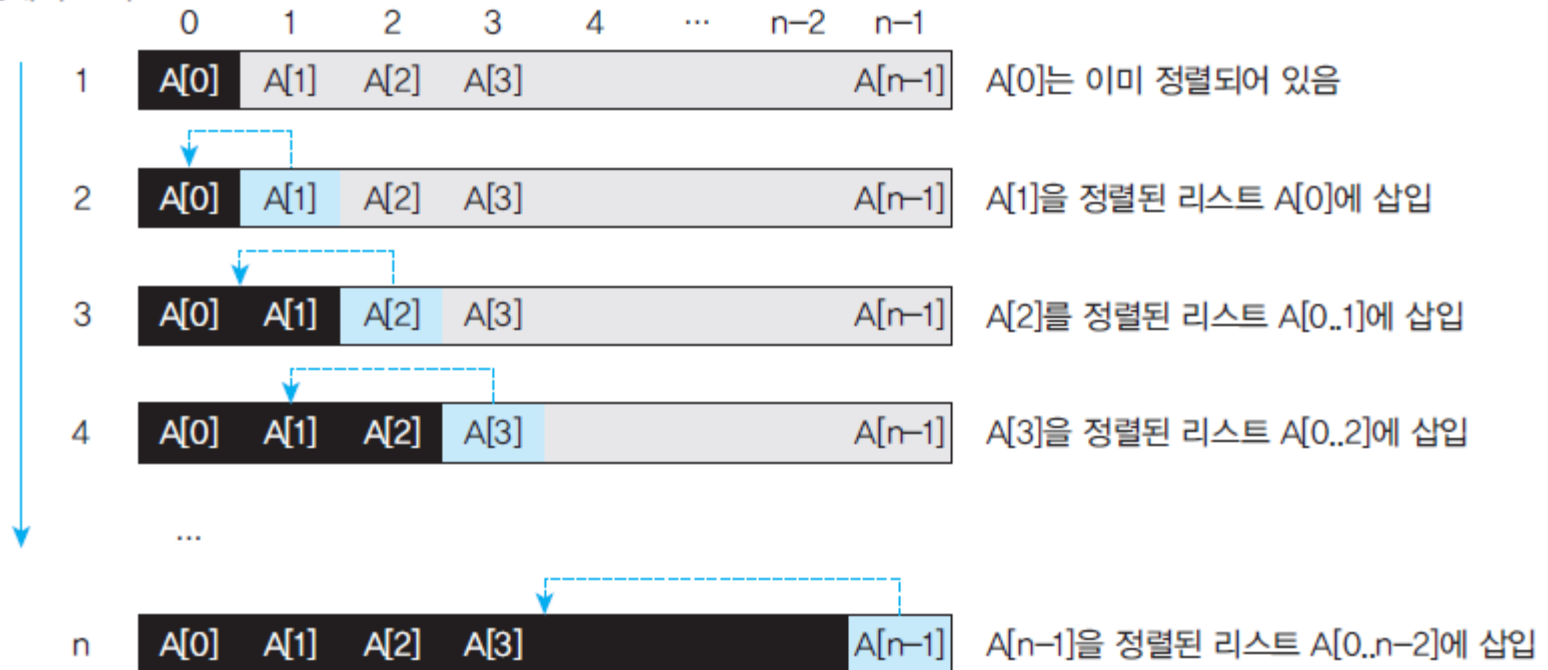 0 1 2 3 4 ... n-2 n-1
1 A[0] A[1] A[2] A[3] A[n-1] A[0]는 이미 정렬되어 있음
2 A[0] A[1] A[2] A[3] A[n-1] A[1]을 정렬된 리스트 A[0]에 삽입
3 A[0] A[1] A[2] A[3] A[n-1] A[2]를 정렬된 리스트 A[0..1]에 삽입
4 A[0] A[1] A[2] A[3] A[n-1] A[3]을 정렬된 리스트 A[0..2]에 삽입
...
n A[0] A[1] A[2] A[3] A[n-1] A[n-1]을 정렬된 리스트 A[0..n-2]에 삽입